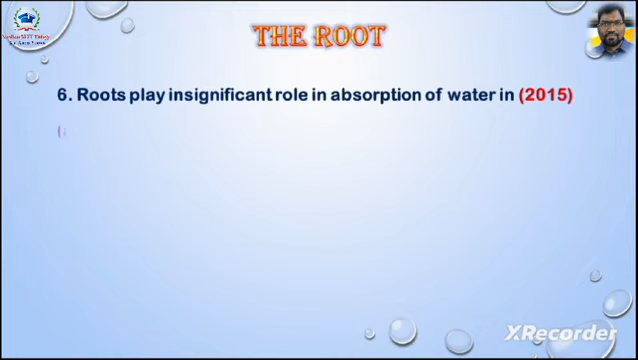 THE ROOT
6. Roots play insignificant role in absorption of water in (2015)
(a
XRecorder